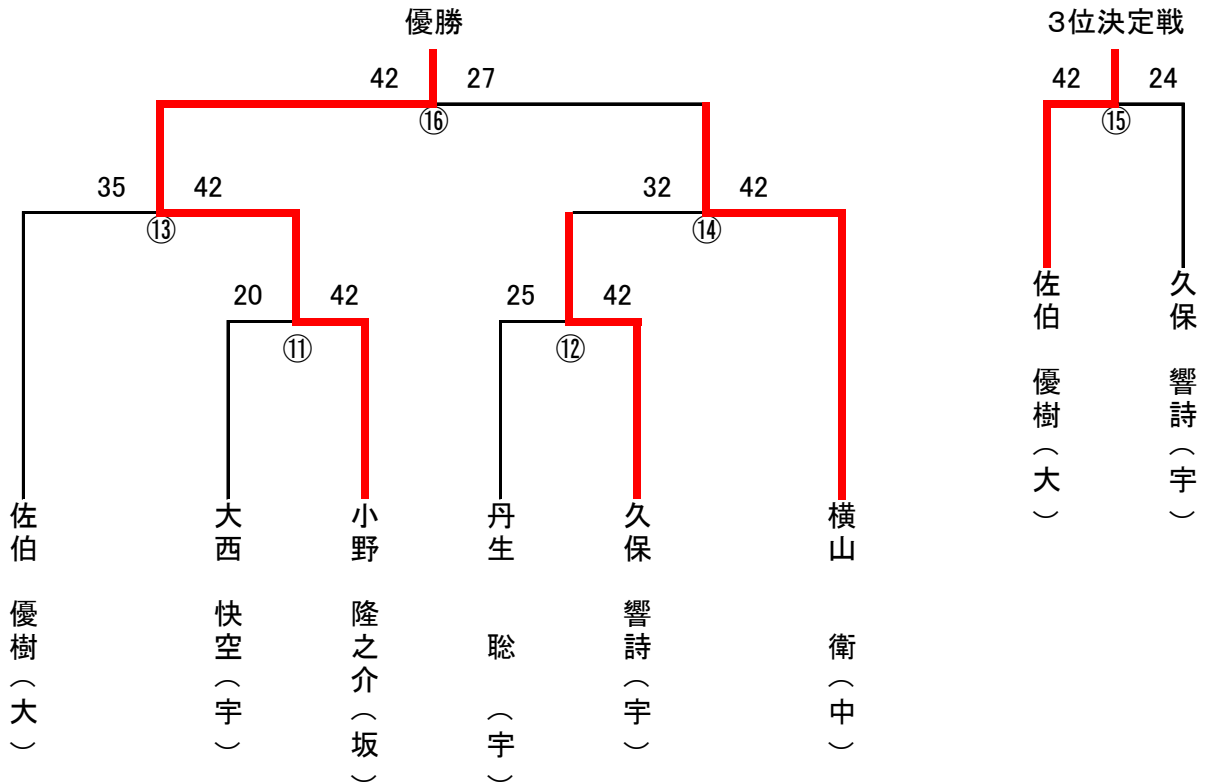 優勝
3位決定戦
42 27
⑯
42 24
⑮
35 42
⑬
32 42
⑭
20 42
⑪
25 42
⑫
佐伯 優樹(大)
久保 響詩(宇)
佐伯 優樹(大)
大西 快空(宇)
小野 隆之介(坂)
丹生 聡 (宇)
久保 響詩(宇)
横山 衛(中)